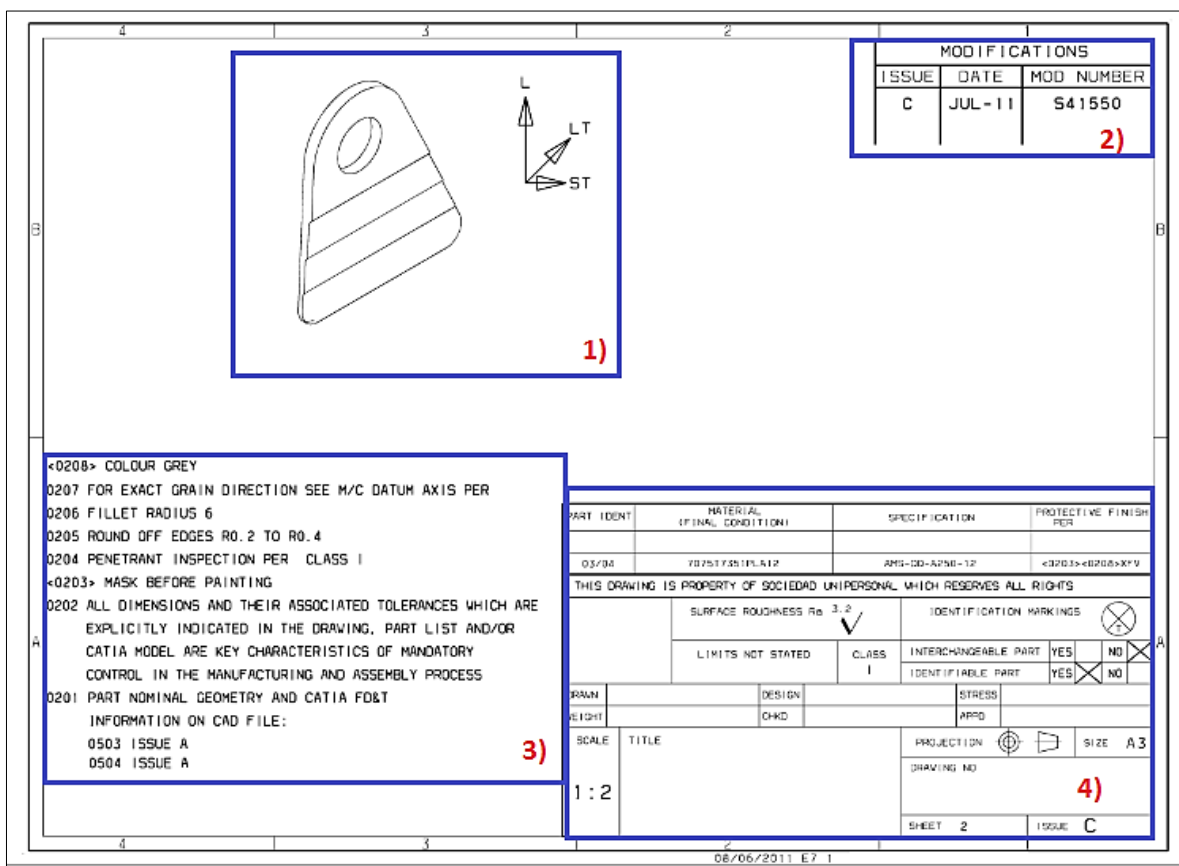 4 3 2 1
MODIFICATIONS
ISSUE DATE MOD NUMBER
C JUL-11 S41550
2)
L
LT
ST
1)
B B
<0208> COLOUR GREY
0207 FOR EXACT GRAIN DIRECTION SEE M/C DATUM AXIS PER
0206 FILLET RADIUS 6
0205 ROUND OFF EDGES R0.2 TO R0.4
0204 PENETRANT INSPECTION PER CLASS I
<0203> MASK BEFORE PAINTING
0202 ALL DIMENSIONS AND THEIR ASSOCIATED TOLERANCES WHICH ARE
EXPLICITLY INDICATED IN THE DRAWING, PART LIST AND/OR
CATIA MODEL ARE KEY CHARACTERISTICS OF MANDATORY
CONTROL IN THE MANUFACTURING AND ASSEMBLY PROCESS
0201 PART NOMINAL GEOMETRY AND CATIA FD&T
INFORMATION ON CAD FILE:
0503 ISSUE A
0504 ISSUE A
3)
A A
PART IDENT MATERIAL (FINAL CONDITION) SPECIFICATION PROTECTIVE FINISH PER
03/04 7075T7351PLA12 AMS-QQ-A250-12 <0203><0208>XFV
THIS DRAWING IS PROPERTY OF SOCIEDAD UNIPERSONAL WHICH RESERVES ALL RIGHTS
SURFACE ROUGHNESS Ra 3.2 IDENTIFICATION MARKINGS T
LIMITS NOT STATED CLASS I
INTERCHANGEABLE PART YES NO
IDENTIFIABLE PART YES NO
DRAWN DESIGN STRESS
WEIGHT CHKD APPD
SCALE TITLE PROJECTION SIZE A3
1:2
DRAWING NO
4)
SHEET 2 ISSUE C
4 3 2
08/06/2011 E7 1